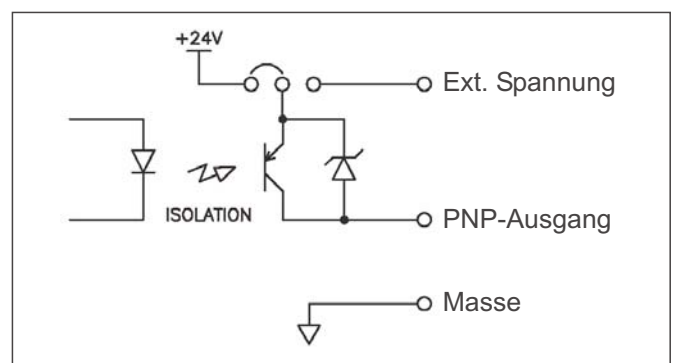 +24V
Ext. Spannung
ISOLATION
PNP-Ausgang
Masse